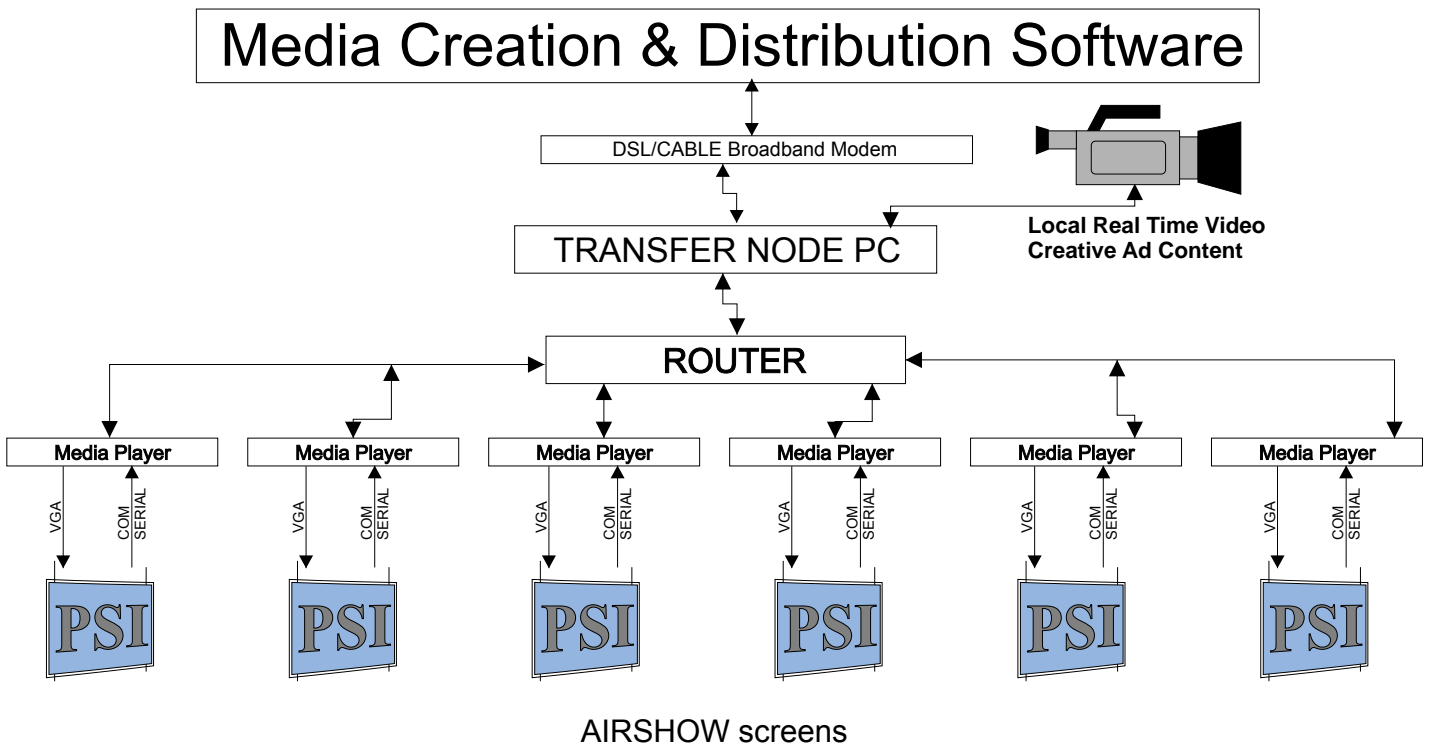 Media Creation & Distribution Software
DSL/CABLE Broadband Modem
Local Real Time Video
Creative Ad Content
TRANSFER NODE PC
ROUTER
Media Player
Media Player
Media Player
Media Player
Media Player
Media Player
VGA
COM
SERIAL
VGA
COM
SERIAL
VGA
COM
SERIAL
VGA
COM
SERIAL
VGA
COM
SERIAL
VGA
COM
SERIAL
PSI
PSI
PSI
PSI
PSI
PSI
AIRSHOW screens